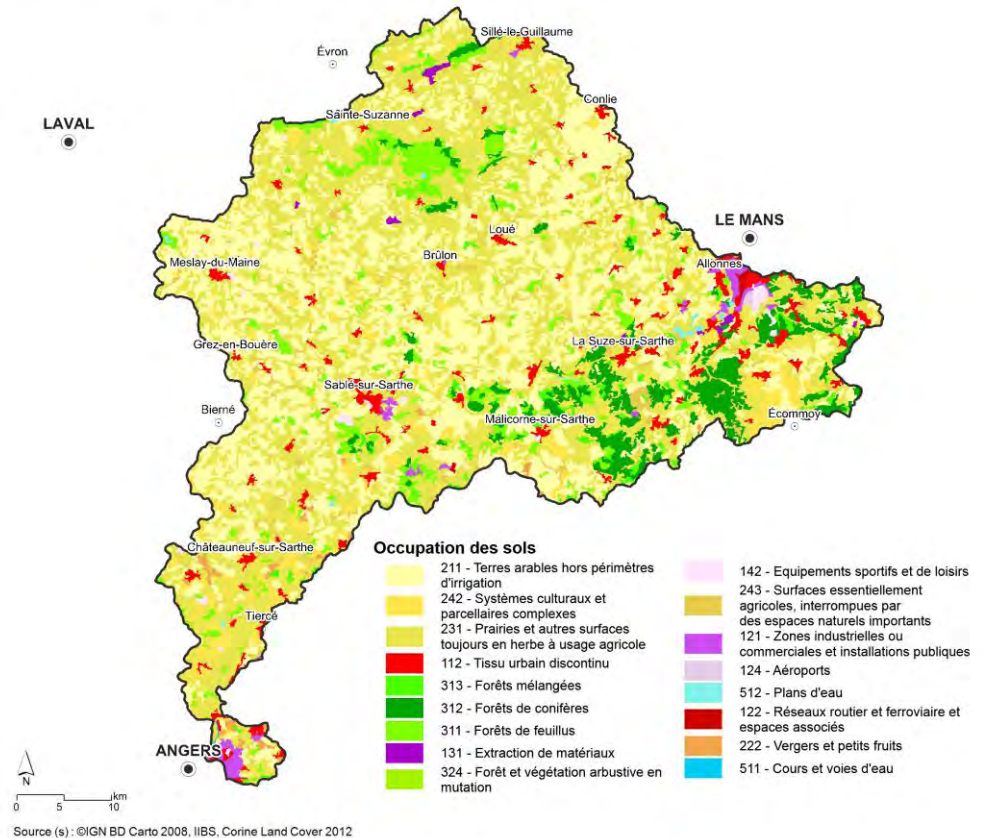 Sillé-le-Guillaume
Évron
Conlie
Sainte-Suzanne
LAVAL
LE MANS
Loué
Meslay-du-Maine
Brûlon
Allonnes
Grez-en-Bouère
La Suze-sur-Sarthe
Sablé-sur-Sarthe
Bierné
Malicorne-sur-Sarthe
Écommoy
Châteauneuf-sur-Sarthe
Tiercé
ANGERS
Occupation des sols
211 - Terres arables hors périmètres
d'irrigation
242 - Systèmes culturaux et
parcellaires complexes
231 - Prairies et autres surfaces
toujours en herbe à usage agricole
112 - Tissu urbain discontinu
313 - Forêts mélangées
312 - Forêts de conifères
311 - Forêts de feuillus
131 - Extraction de matériaux
324 - Forêt et végétation arbustive en
mutation
142 - Equipements sportifs et de loisirs
243 - Surfaces essentiellement
agricoles, interrompues par
des espaces naturels importants
121 - Zones industrielles ou
commerciales et installations publiques
124 - Aéroports
512 - Plans d'eau
122 - Réseaux routier et ferroviaire et
espaces associés
222 - Vergers et petits fruits
511 - Cours et voies d'eau
N
km
0 5 10
Source (s) : ©IGN BD Carto 2008, IIBS, Corine Land Cover 2012